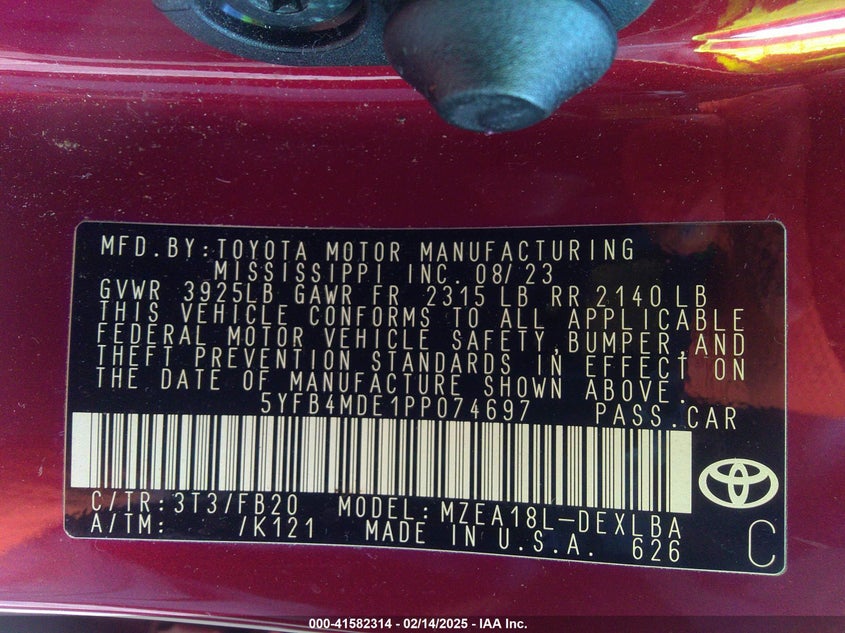 MFD.BY:TOYOTA MOTOR MANUFACTURING
MISSISSIPPI INC. 08/23
GVWR 3925LB GAWR FR 2315 LB RR 2140 LB
THIS VEHICLE CONFORMS TO ALL APPLICABLE
FEDERAL MOTOR VEHICLE SAFETY,BUMPER,AND
THEFT PREVENTION STANDARDS IN EFFECT ON
THE DATE OF MANUFACTURE SHOWN ABOVE.
5YFB4MDE1PP074697 PASS.CAR
C/TR:3T3/FB20 MODEL:MZEA18L-DEXLBA
A/TM: /K121 MADE IN U.S.A. 626
C
000-41582314 - 02/14/2025 - IAA Inc.